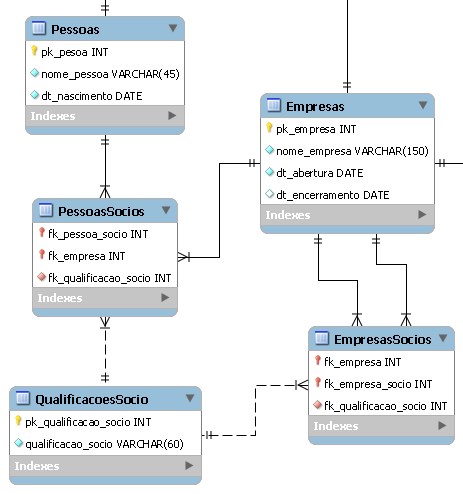 Pessoas
pk_pesoa INT
nome_pessoa VARCHAR(45)
dt_nascimento DATE
Indexes
Empresas
pk_empresa INT
nome_empresa VARCHAR(150)
dt_abertura DATE
dt_encerramento DATE
Indexes
PessoasSocios
fk_pessoa_socio INT
fk_empresa INT
fk_qualificacao_socio INT
Indexes
EmpresasSocios
fk_empresa INT
fk_empresa_socio INT
fk_qualificacao_socio INT
Indexes
QualificacoesSocio
pk_qualificacao_socio INT
qualificacao_socio VARCHAR(60)
Indexes